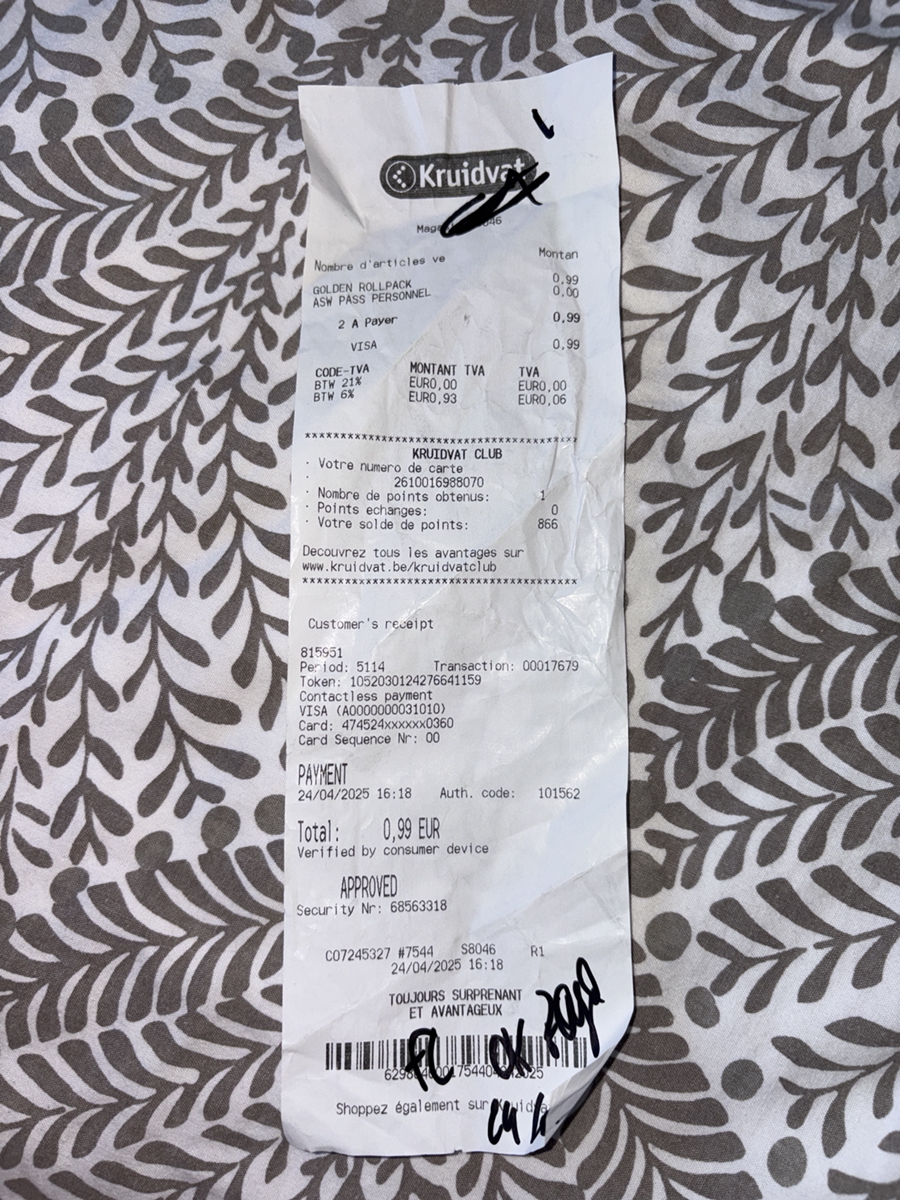 Kruidvat
Nombre d'articles ve Montan
GOLDEN ROLLPACK 0,99
ASW PASS PERSONNEL 0,00
2 A Payer 0,99
VISA 0,99
CODE-TVA MONTANT TVA TVA
BTW 21% EURO,00 EURO,00
BTW 6% EURO,93 EURO,06
KRUIDVAT CLUB
· Votre numero de carte
· 2610016988070
· Nombre de points obtenus: 1
· Points echanges: 0
· Votre solde de points: 866
Decouvrez tous les avantages sur
www.kruidvat.be/kruidvatclub
Customer's receipt
815951
Period: 5114 Transaction: 00017679
Token: 1052030124276641159
Contactless payment
VISA (A0000000031010)
Card: 474524xxxxxx0360
Card Sequence Nr: 00
PAYMENT
24/04/2025 16:18 Auth. code: 101562
Total: 0,99 EUR
Verified by consumer device
APPROVED
Security Nr: 68563318
C07245327 #7544 S8046 R1
24/04/2025 16:18
TOUJOURS SURPRENANT
ET AVANTAGEUX
OK
Shoppez également sur